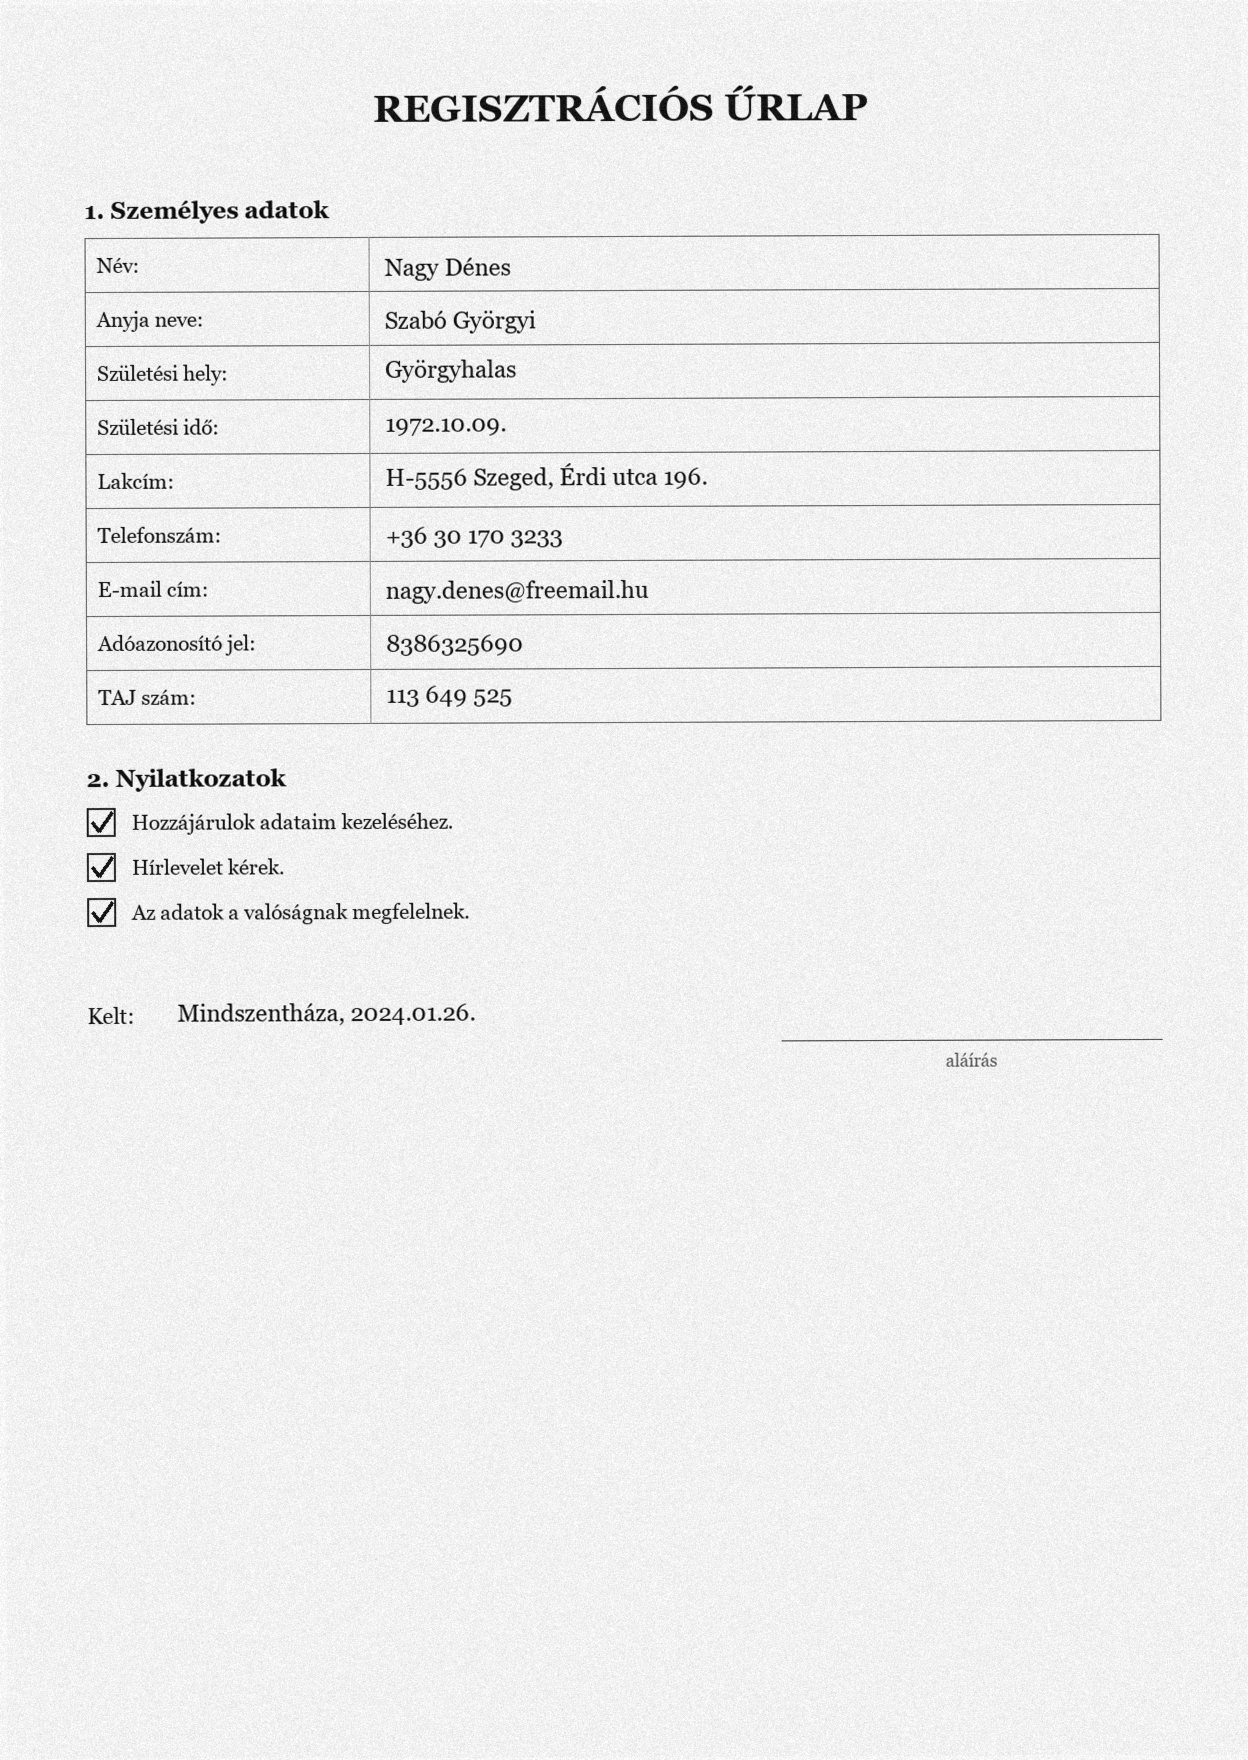 REGISZTRÁCIÓS ŰRLAP
1. Személyes adatok
Név: Nagy Dénes
Anyja neve: Szabó Györgyi
Születési hely: Györgyhalas
Születési idő: 1972.10.09.
Lakcím: H-5556 Szeged, Érdi utca 196.
Telefonszám: +36 30 170 3233
E-mail cím: nagy.denes@freemail.hu
Adóazonosító jel: 8386325690
TAJ szám: 113 649 525
2. Nyilatkozatok
Hozzájárulok adataim kezeléséhez.
Hírlevelet kérek.
Az adatok a valóságnak megfelelnek.
Kelt: Mindszentháza, 2024.01.26.
aláírás